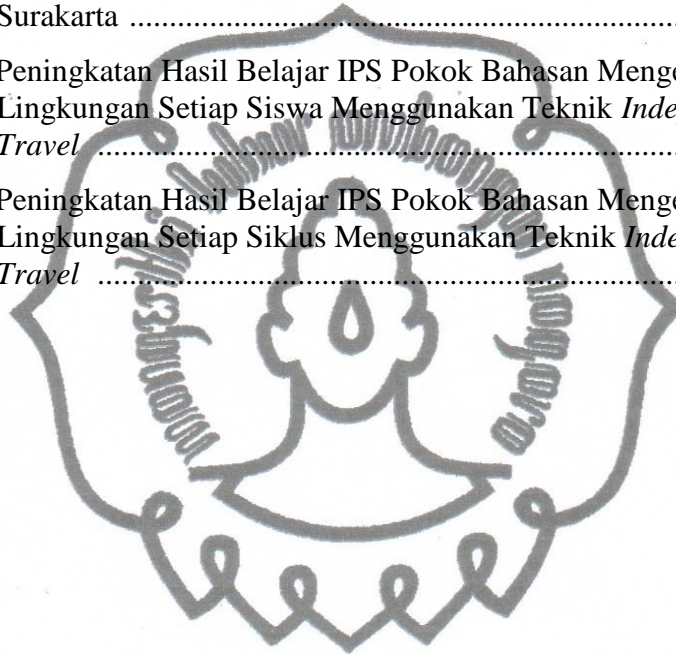 Surakarta ........................................................................
Peningkatan Hasil Belajar IPS Pokok Bahasan Menge
Lingkungan Setiap Siswa Menggunakan Teknik Inde
Travel ............................................................................
Peningkatan Hasil Belajar IPS Pokok Bahasan Menge
Lingkungan Setiap Siklus Menggunakan Teknik Inde
Travel ............................................................................